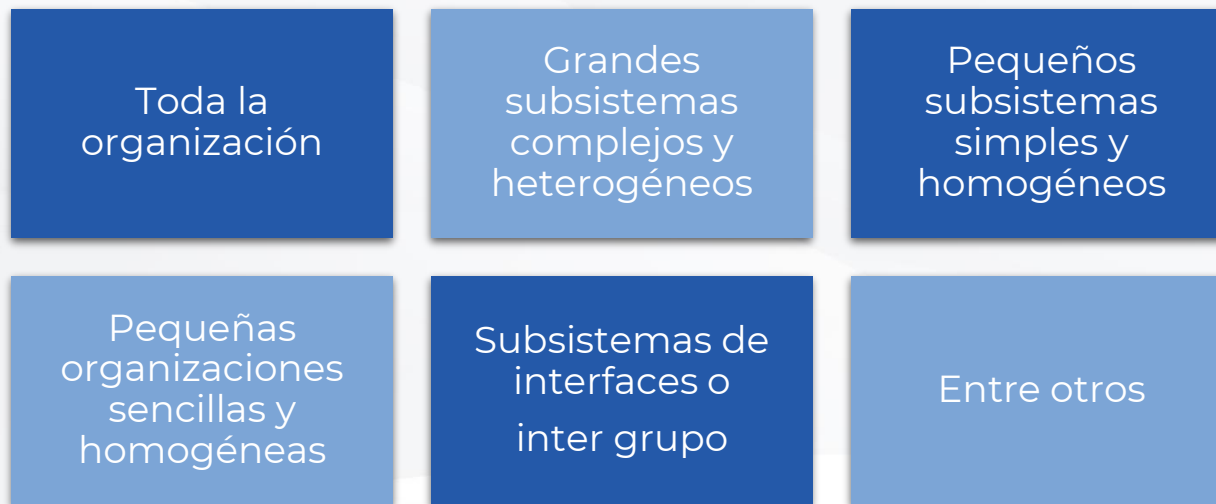 Toda la
organización
Grandes
subsistemas
complejos y
heterogéneos
Pequeños
subsistemas
simples y
homogéneos
Pequeñas
organizaciones
sencillas y
homogéneas
Subsistemas de
interfaces o
inter grupo
Entre otros